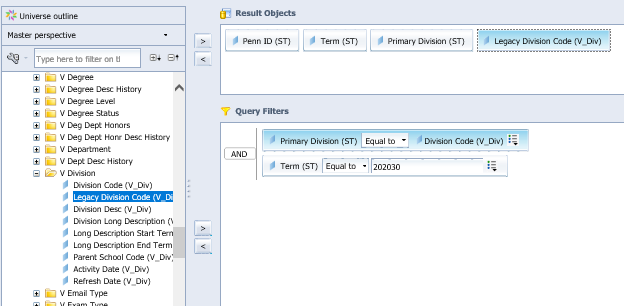 Universe outline
Master perspective
Type here to filter on tl
V Degree
V Degree Desc History
V Degree Level
V Degree Status
V Deg Dept Honors
V Deg Dept Honr Desc History
V Department
V Dept Desc History
V Division
Division Code (V_Div)
Legacy Division Code (V_Di
Division Desc (V_Div)
Division Long Description (V
Long Description Start Term
Long Description End Term
Parent School Code (V_Div)
Activity Date (V_Div)
Refresh Date (V_Div)
V Email Type
V Exam Type
> 
<
>
<
Result Objects
Penn ID (ST)
Term (ST)
Primary Division (ST)
Legacy Division Code (V_Div)
Query Filters
AND
Primary Division (ST) Equal to Division Code (V_Div)
Term (ST) Equal to 202030